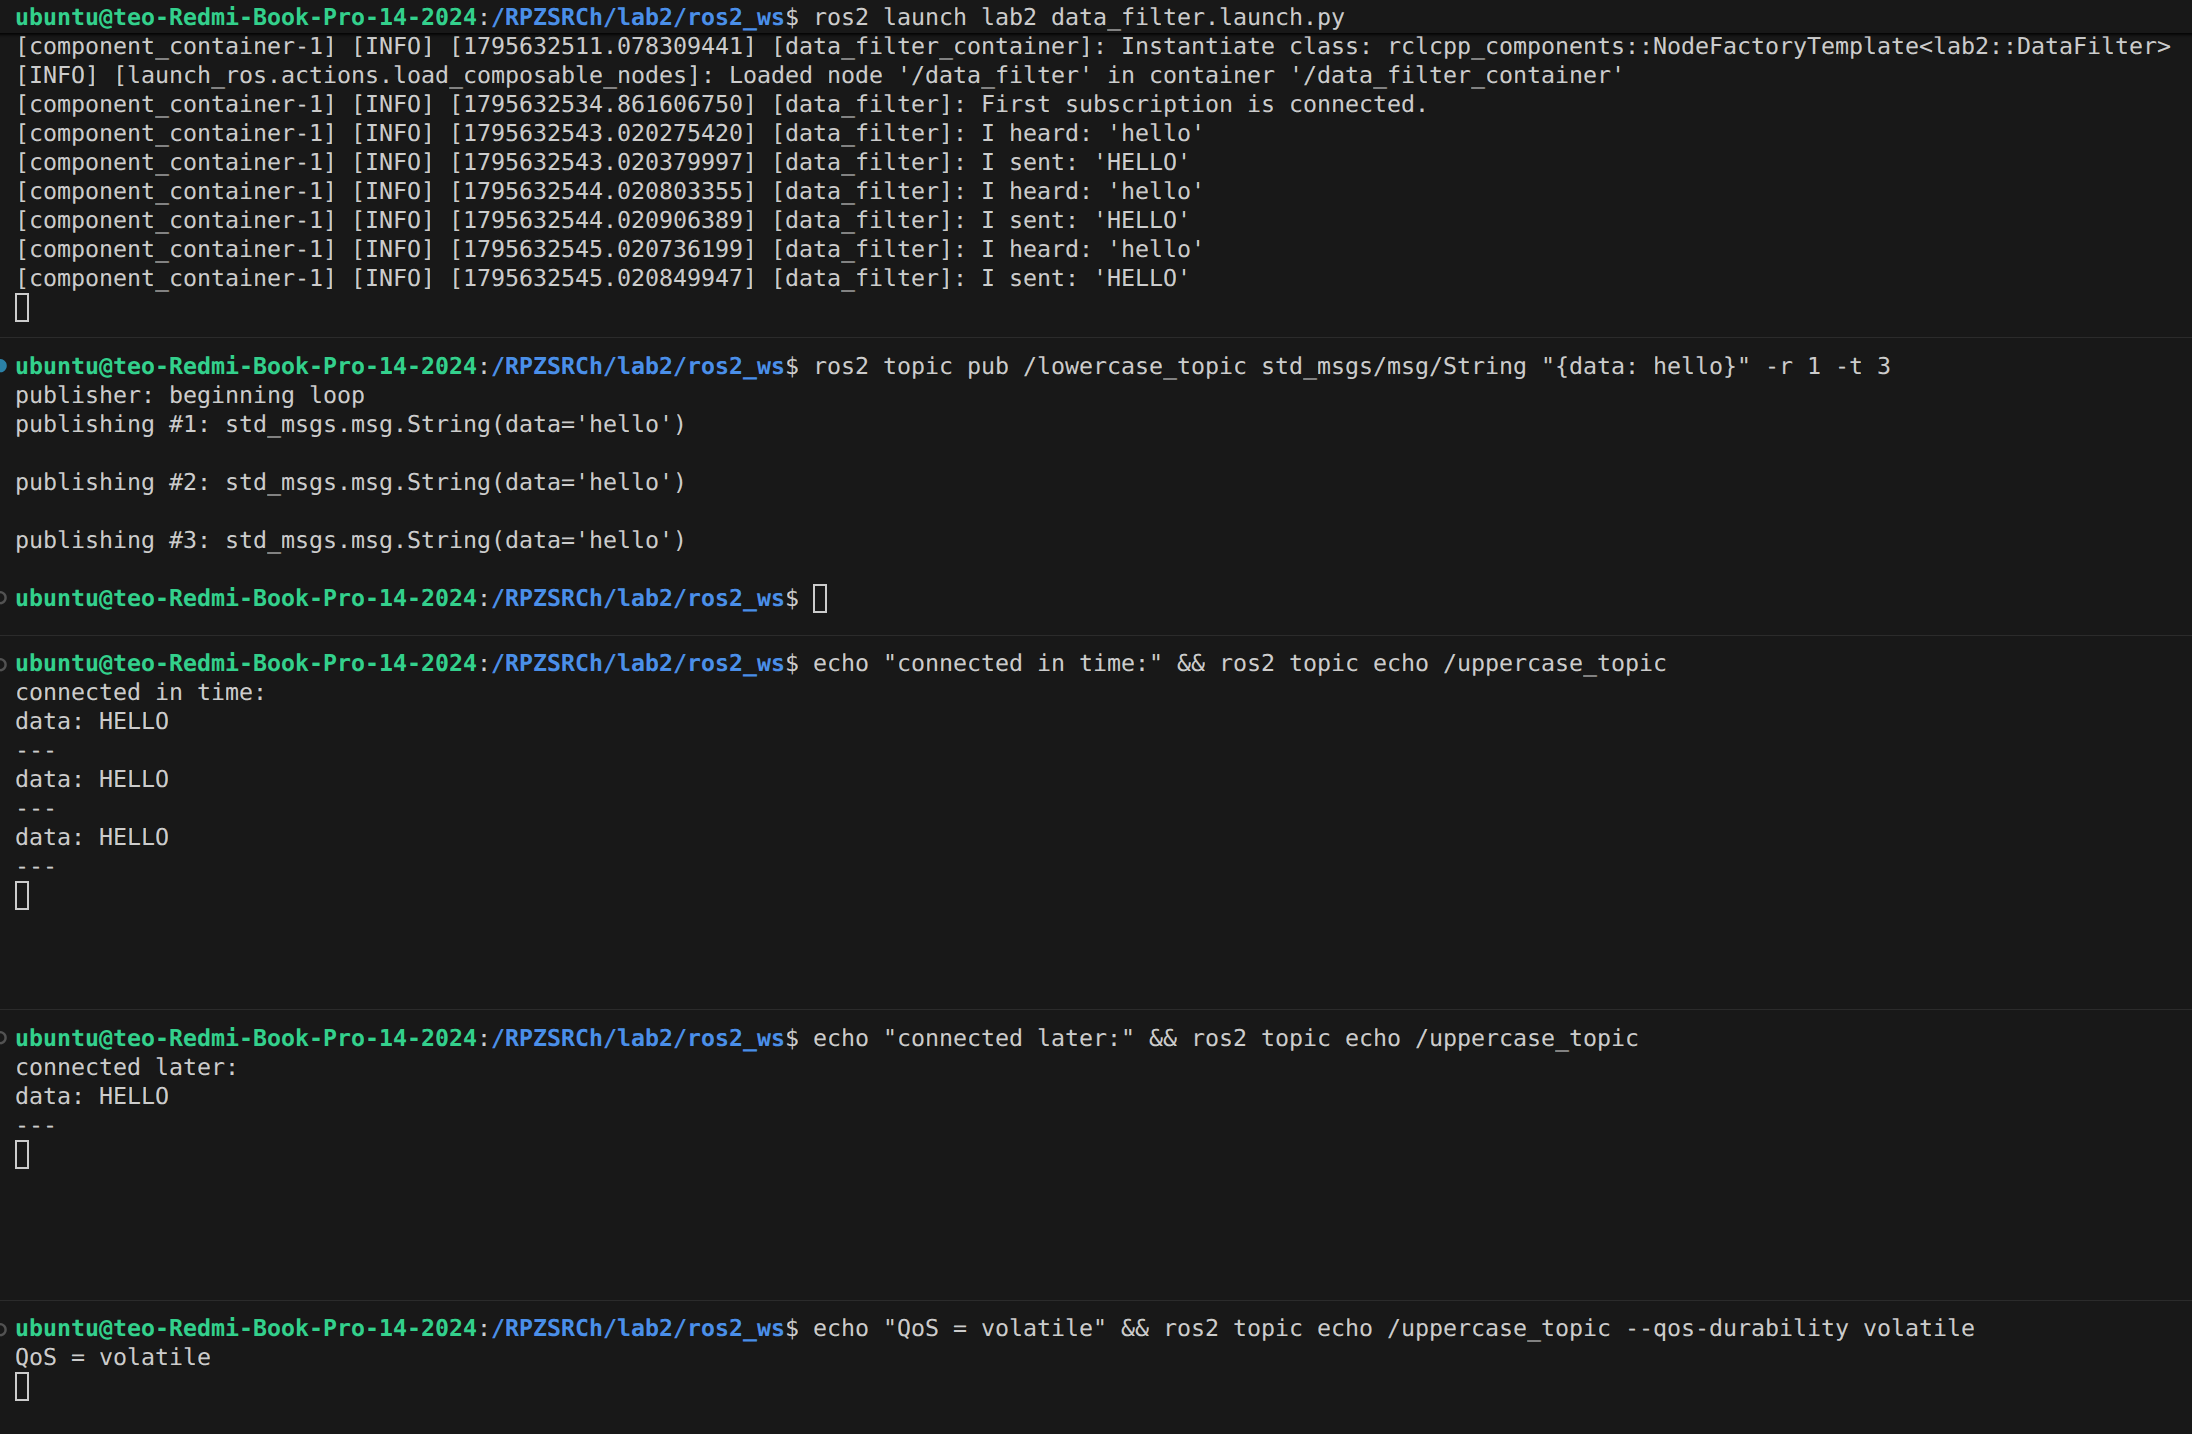 ubuntu@teo-Redmi-Book-Pro-14-2024:/RPZSRCh/lab2/ros2_ws$ ros2 launch lab2 data_filter.launch.py
[component_container-1] [INFO] [1795632511.078309441] [data_filter_container]: Instantiate class: rclcpp_components::NodeFactoryTemplate<lab2::DataFilter>
[INFO] [launch_ros.actions.load_composable_nodes]: Loaded node '/data_filter' in container '/data_filter_container'
[component_container-1] [INFO] [1795632534.861606750] [data_filter]: First subscription is connected.
[component_container-1] [INFO] [1795632543.020275420] [data_filter]: I heard: 'hello'
[component_container-1] [INFO] [1795632543.020379997] [data_filter]: I sent: 'HELLO'
[component_container-1] [INFO] [1795632544.020803355] [data_filter]: I heard: 'hello'
[component_container-1] [INFO] [1795632544.020906389] [data_filter]: I sent: 'HELLO'
[component_container-1] [INFO] [1795632545.020736199] [data_filter]: I heard: 'hello'
[component_container-1] [INFO] [1795632545.020849947] [data_filter]: I sent: 'HELLO'
ubuntu@teo-Redmi-Book-Pro-14-2024:/RPZSRCh/lab2/ros2_ws$ ros2 topic pub /lowercase_topic std_msgs/msg/String "{data: hello}" -r 1 -t 3
publisher: beginning loop
publishing #1: std_msgs.msg.String(data='hello')
publishing #2: std_msgs.msg.String(data='hello')
publishing #3: std_msgs.msg.String(data='hello')
ubuntu@teo-Redmi-Book-Pro-14-2024:/RPZSRCh/lab2/ros2_ws$
ubuntu@teo-Redmi-Book-Pro-14-2024:/RPZSRCh/lab2/ros2_ws$ echo "connected in time:" && ros2 topic echo /uppercase_topic
connected in time:
data: HELLO
---
data: HELLO
---
data: HELLO
---
ubuntu@teo-Redmi-Book-Pro-14-2024:/RPZSRCh/lab2/ros2_ws$ echo "connected later:" && ros2 topic echo /uppercase_topic
connected later:
data: HELLO
---
ubuntu@teo-Redmi-Book-Pro-14-2024:/RPZSRCh/lab2/ros2_ws$ echo "QoS = volatile" && ros2 topic echo /uppercase_topic --qos-durability volatile
QoS = volatile